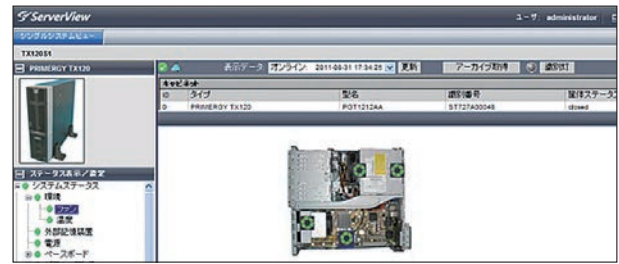 ServerView
ユーザ: administrator
シングルシステムビュー
TX120S1
PRIMERGY TX120
表示データ: オンライン: 2011-08-31 17:34:25 更新 アーカイブ取得 識別灯
キャビネット
ID タイプ 型名 識別番号 筐体ステータス
0 PRIMERGY TX120 PGT1212AA ST727A00048 closed
ステータス表示/設定
システムステータス
環境
ファン
温度
外部記憶装置
電源
ベースボード